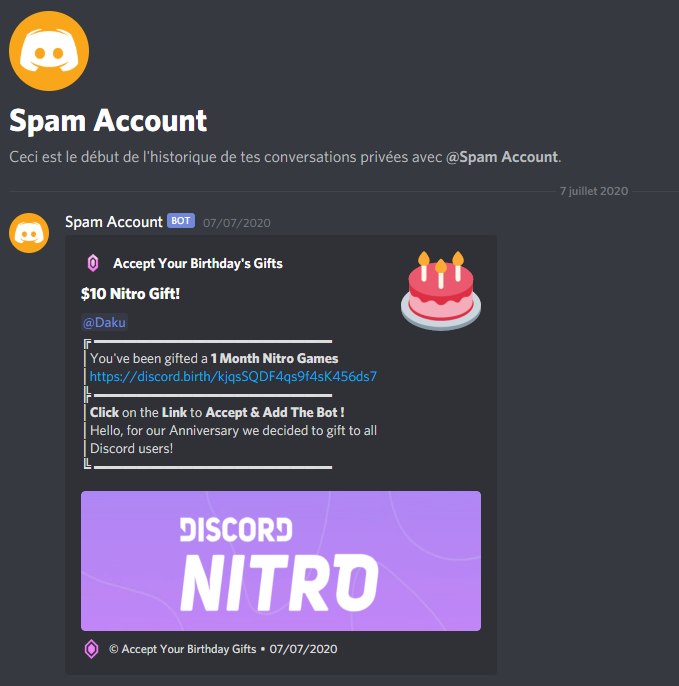 Spam Account
Ceci est le début de l'historique de tes conversations privées avec @Spam Account.
7 juillet 2020
Spam Account BOT 07/07/2020
Accept Your Birthday's Gifts
$10 Nitro Gift!
@Daku
You've been gifted a 1 Month Nitro Games
https://discord.birth/kjqsSQDF4qs9f4sK456ds7
Click on the Link to Accept & Add The Bot !
Hello, for our Anniversary we decided to gift to all
Discord users!
DISCORD
NITRO
© Accept Your Birthday Gifts • 07/07/2020